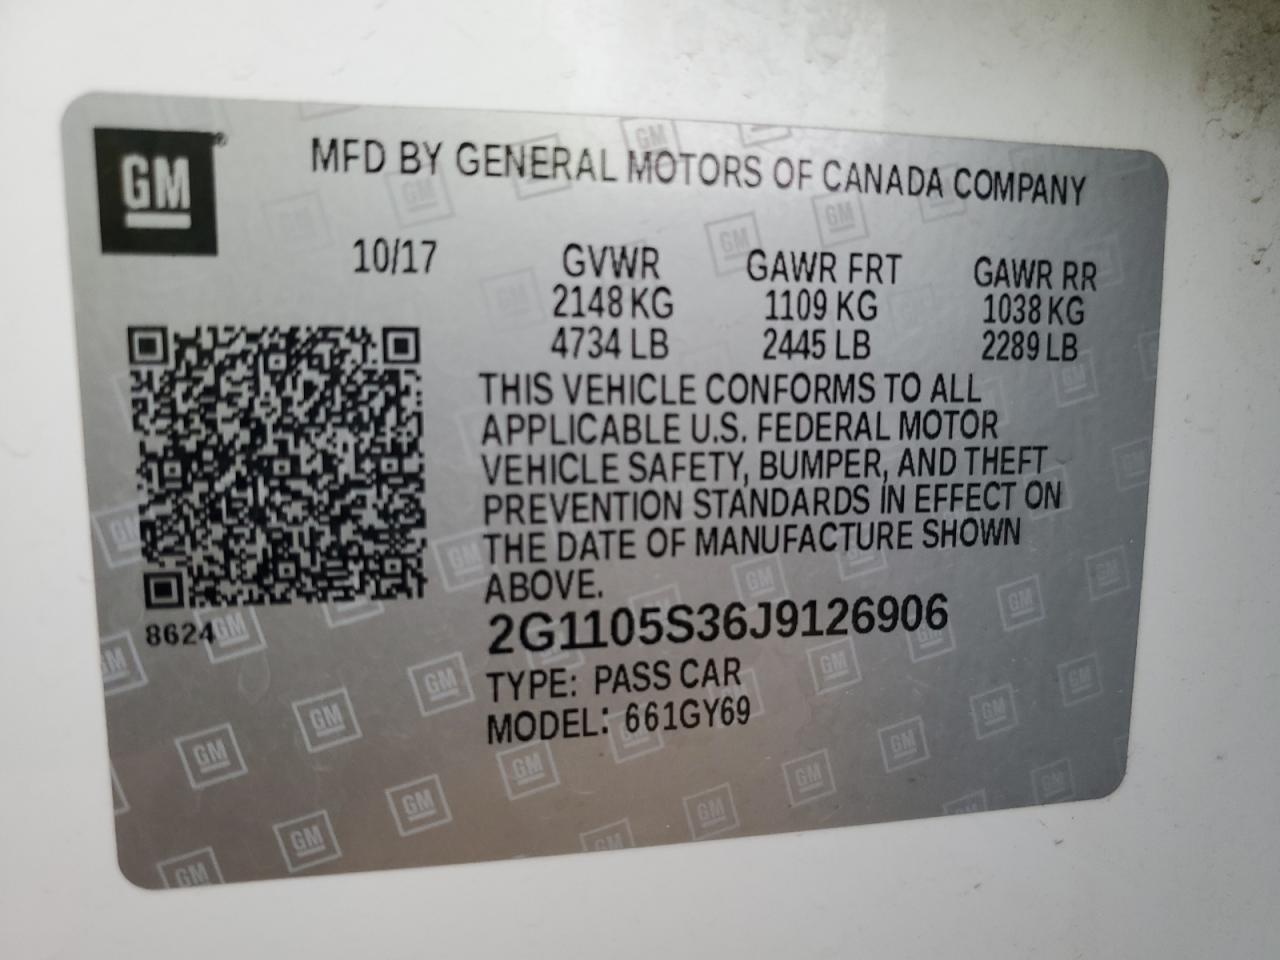 GM
MFD BY GENERAL MOTORS OF CANADA COMPANY
10/17 GVWR GAWR FRT GAWR RR
2148 KG 1109 KG 1038 KG
4734 LB 2445 LB 2289 LB
THIS VEHICLE CONFORMS TO ALL
APPLICABLE U.S. FEDERAL MOTOR
VEHICLE SAFETY, BUMPER, AND THEFT
PREVENTION STANDARDS IN EFFECT ON
THE DATE OF MANUFACTURE SHOWN
ABOVE.
8624
2G1105S36J9126906
TYPE: PASS CAR
MODEL: 661GY69